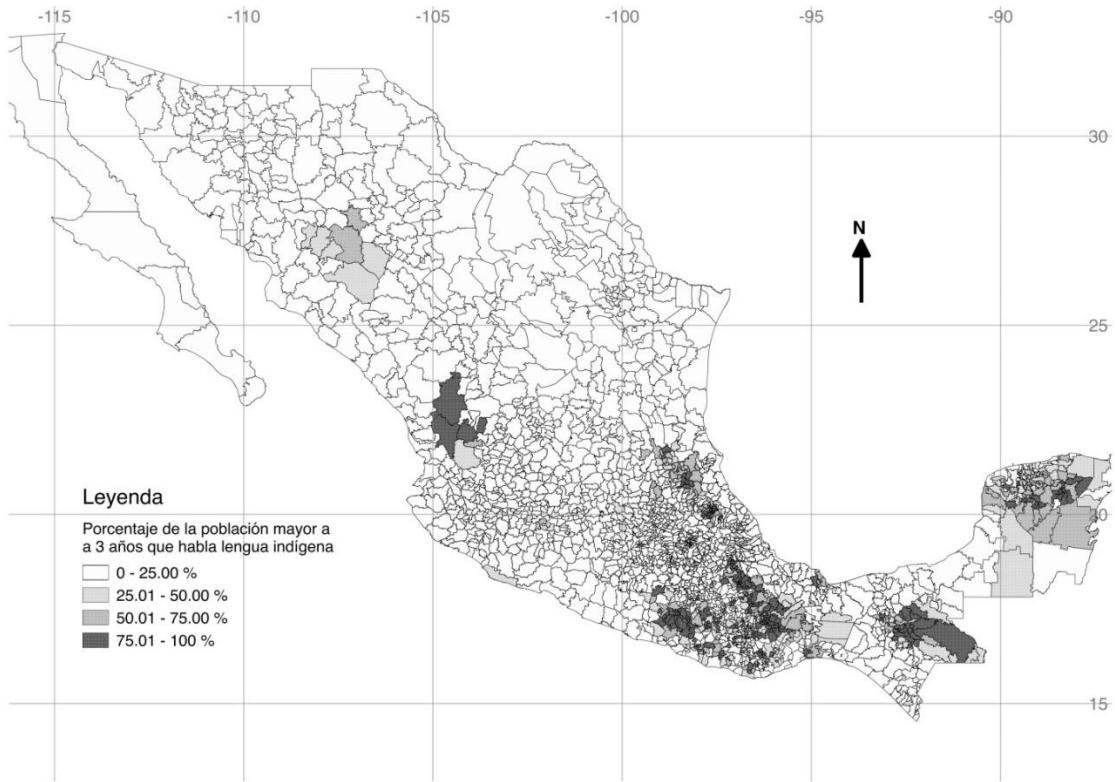 -115 -110 -105 -100 -95 -90
30
N
25
Leyenda
20
Porcentaje de la población mayor a
a 3 años que habla lengua indígena
0 - 25.00 %
25.01 - 50.00 %
50.01 - 75.00 %
75.01 - 100 %
15